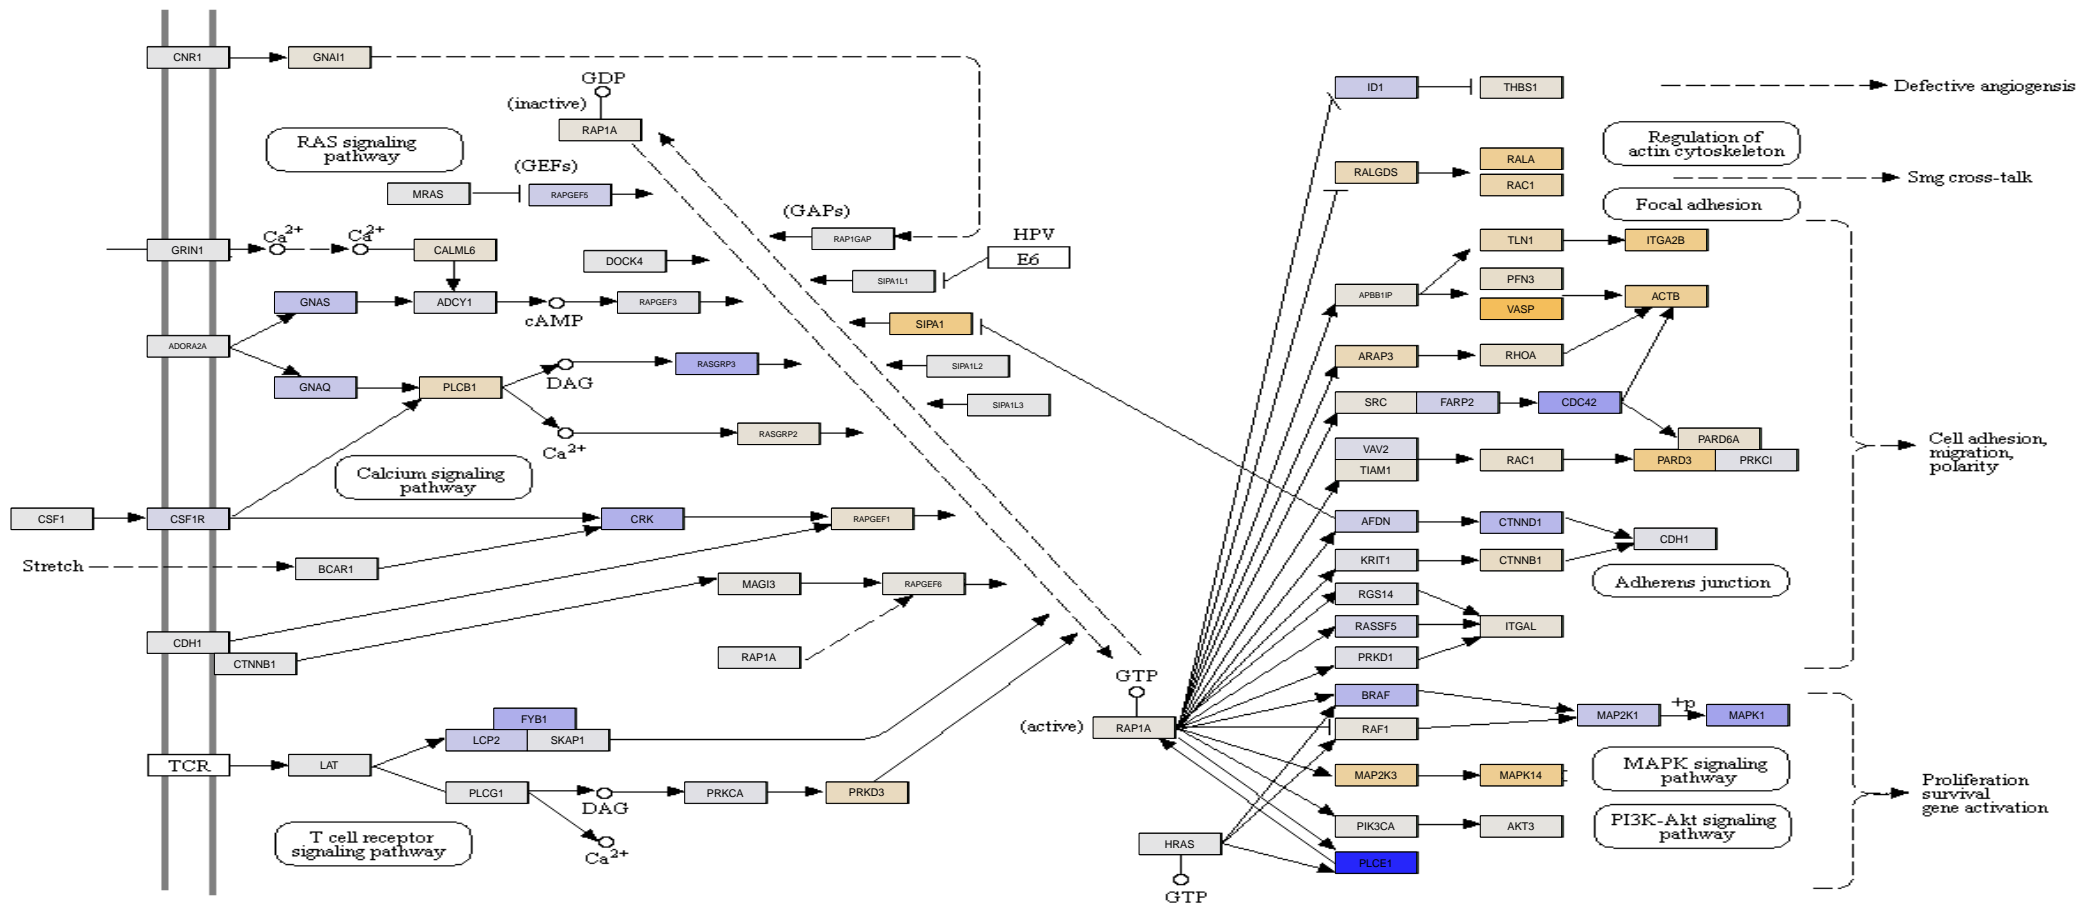 CNR1
GNAI1
GDP
(inactive)
RAP1A
RAS signaling
pathway
(GEFs)
MRAS
RAPGEF5
(GAPs)
RAP1GAP
HPV
E6
GRIN1
Ca2+
Ca2+
CALML6
DOCK4
SIPA1L1
GNAS
ADCY1
cAMP
RAPGEF3
SIPA1
ADORA2A
GNAQ
PLCB1
DAG
RASGRP3
SIPA1L2
SIPA1L3
Ca2+
RASGRP2
Calcium signaling
pathway
CSF1
CSF1R
CRK
RAPGEF1
Stretch
BCAR1
MAGI3
RAPGEF6
CDH1
CTNNB1
RAP1A
GTP
(active)
RAP1A
FYB1
LCP2
SKAP1
TCR
LAT
PLCG1
DAG
PRKCA
PRKD3
Ca2+
T cell receptor
signaling pathway
HRAS
GTP
ID1
THBS1
Defective angiogensis
Regulation of
actin cytoskeleton
RALGDS
RALA
RAC1
Smg cross-talk
Focal adhesion
TLN1
ITGA2B
APBB1IP
PFN3
VASP
ACTB
ARAP3
RHOA
SRC
FARP2
CDC42
PARD6A
VAV2
TIAM1
RAC1
PARD3
PRKCI
Cell adhesion,
migration,
polarity
AFDN
CTNND1
CDH1
KRIT1
CTNNB1
Adherens junction
RGS14
RASSF5
ITGAL
PRKD1
BRAF
+p
MAP2K1
MAPK1
RAF1
MAP2K3
MAPK14
MAPK signaling
pathway
Proliferation
survival
gene activation
PIK3CA
AKT3
PI3K-Akt signaling
pathway
PLCE1